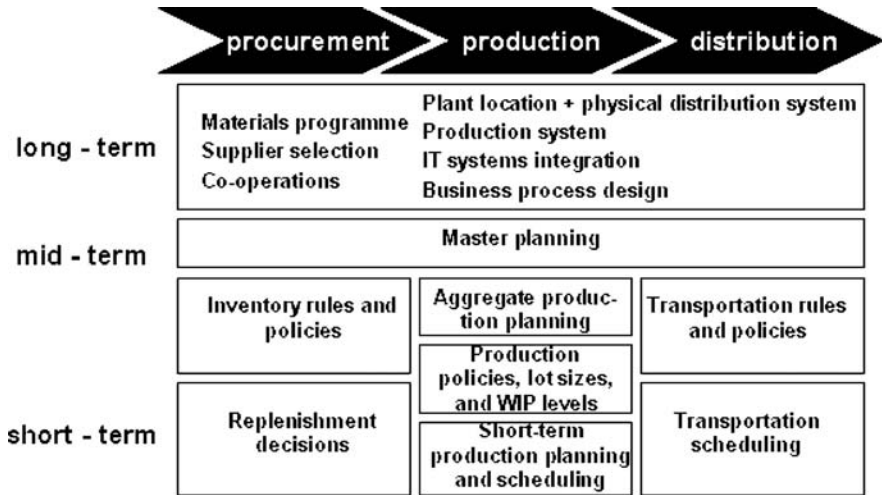 procurement
production
distribution
long - term
Materials programme
Supplier selection
Co-operations
Plant location + physical distribution system
Production system
IT systems integration
Business process design
mid - term
Master planning
Inventory rules and
policies
Aggregate produc-
tion planning
Transportation rules
and policies
Production
policies, lot sizes,
and WIP levels
short - term
Replenishment
decisions
Short-term
production planning
and scheduling
Transportation
scheduling